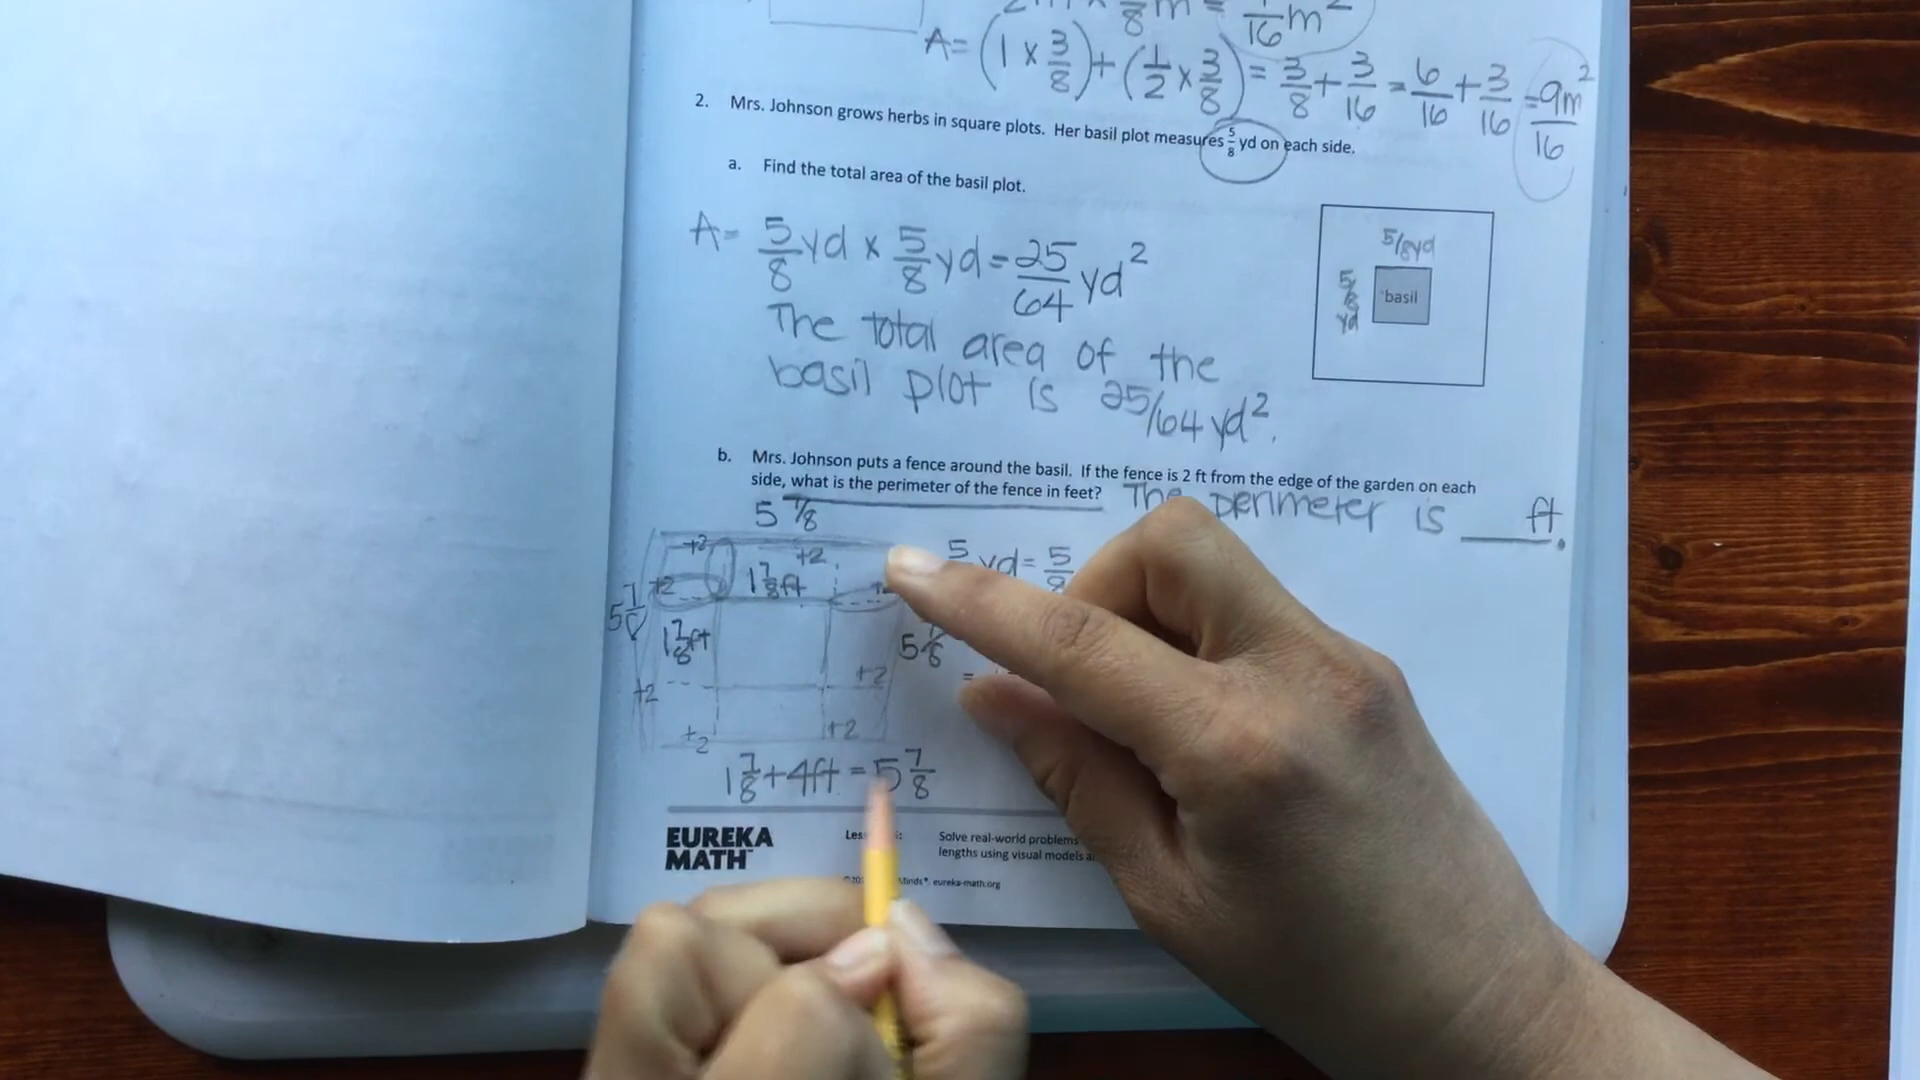 A= (1 × 3/8) + (1/2 × 3/8) = 3/8 + 3/16 = 6/16 + 3/16 = 9m²/16
16 m²
2. Mrs. Johnson grows herbs in square plots. Her basil plot measures 5/8 yd on each side.
a. Find the total area of the basil plot.
A= 5/8 yd × 5/8 yd = 25/64 yd²
The total area of the
basil plot is 25/64 yd².
5/8yd
5/8 yd
basil
b. Mrs. Johnson puts a fence around the basil. If the fence is 2 ft from the edge of the garden on each
side, what is the perimeter of the fence in feet?
The perimeter is ___ ft.
5 7/8
+2 +2
+2 1 7/8 ft
5 7/8
1 7/8 ft
+2 +2
+2 +2
yd = 5/8
1 7/8 + 4ft = 5 7/8
EUREKA
MATH™
Solve real-world problems
lengths using visual models
eureka-math.org